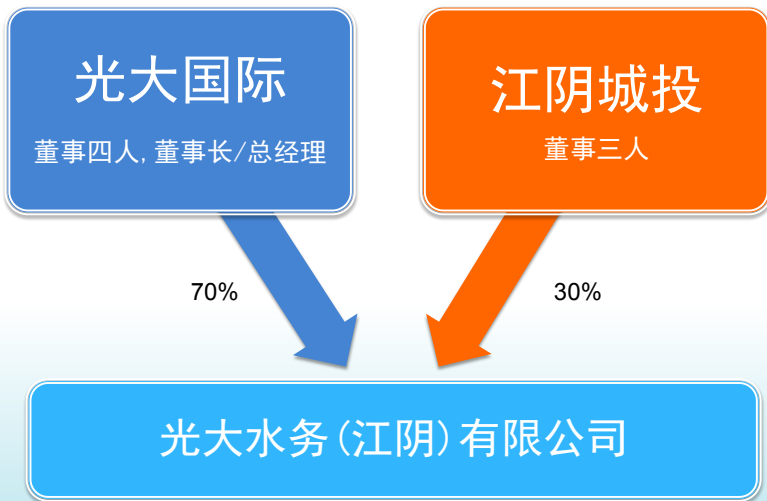 光大国际
董事四人,董事长/总经理
江阴城投
董事三人
70%
30%
光大水务(江阴)有限公司